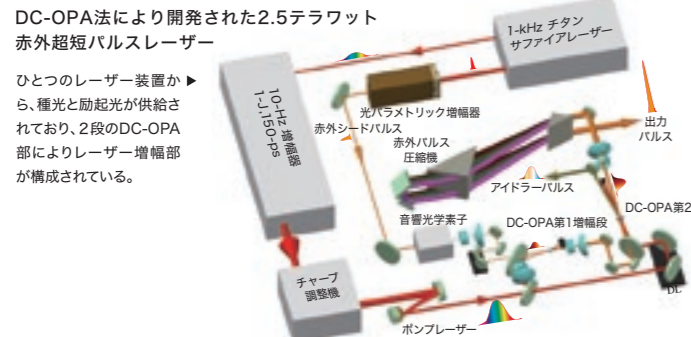 DC-OPA法により開発された2.5テラワット
赤外超短パルスレーザー
ひとつのレーザー装置か ▶
ら、種光と励起光が供給さ
れており、2段のDC-OPA
部によりレーザー増幅部
が構成されている。
1-kHz チタン
サファイアレーザー
10-Hz 増幅器
1-J,150-ps
光パラメトリック増幅器
赤外シードパルス
赤外パルス
圧縮機
出力
パルス
アイドラーパルス
音響光学素子
DC-OPA第1増幅段
DC-OPA第2
チャープ
調整機
DL
ポンプレーザー